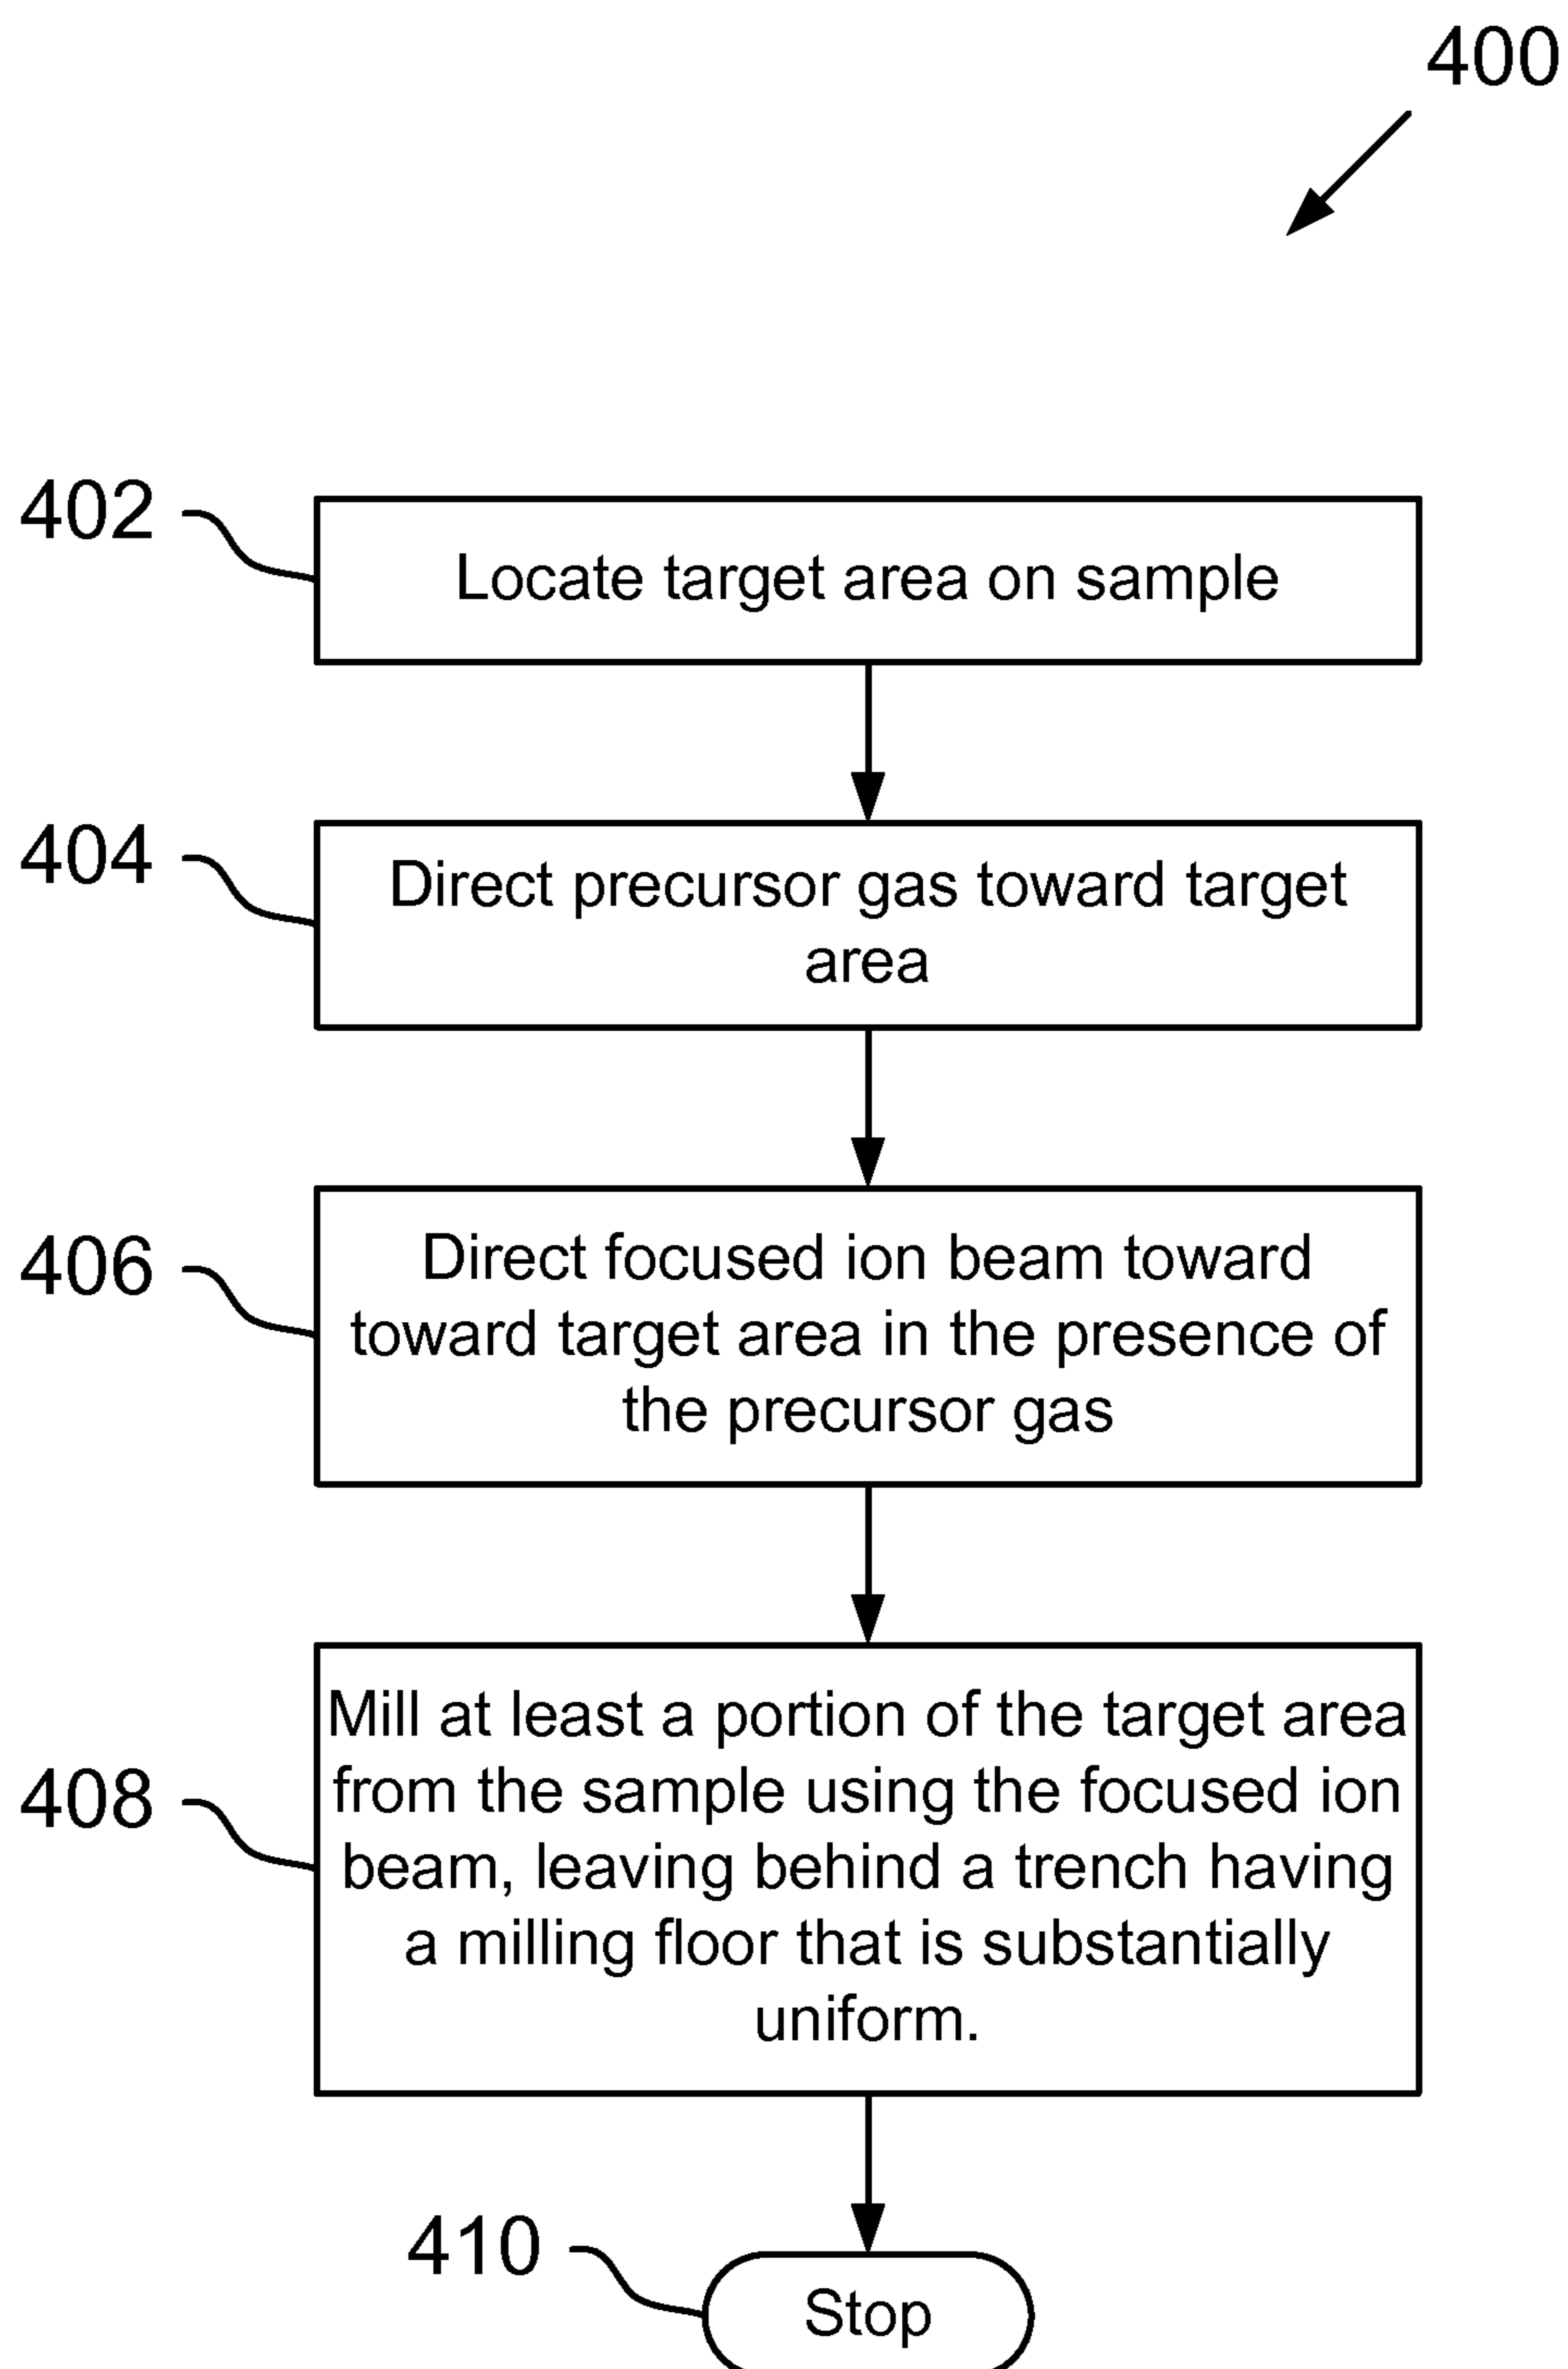 400
402
Locate target area on sample
404
Direct precursor gas toward target
area
406
Direct focused ion beam toward
toward target area in the presence of
the precursor gas
408
Mill at least a portion of the target area
from the sample using the focused ion
beam, leaving behind a trench having
a milling floor that is substantially
uniform.
410
Stop